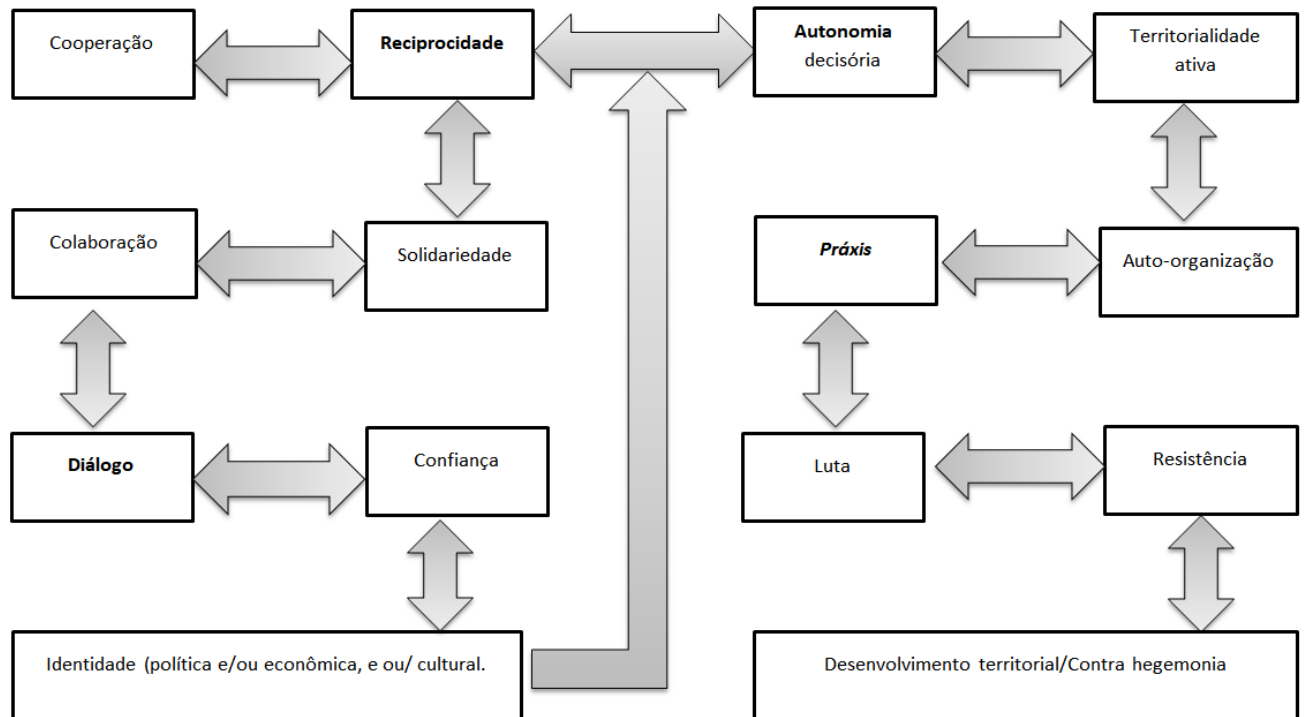 Cooperação
Reciprocidade
Autonomia
decisória
Territorialidade
ativa
Colaboração
Solidariedade
Práxis
Auto-organização
Diálogo
Confiança
Luta
Resistência
Identidade (política e/ou econômica, e ou/ cultural.
Desenvolvimento territorial/Contra hegemonia